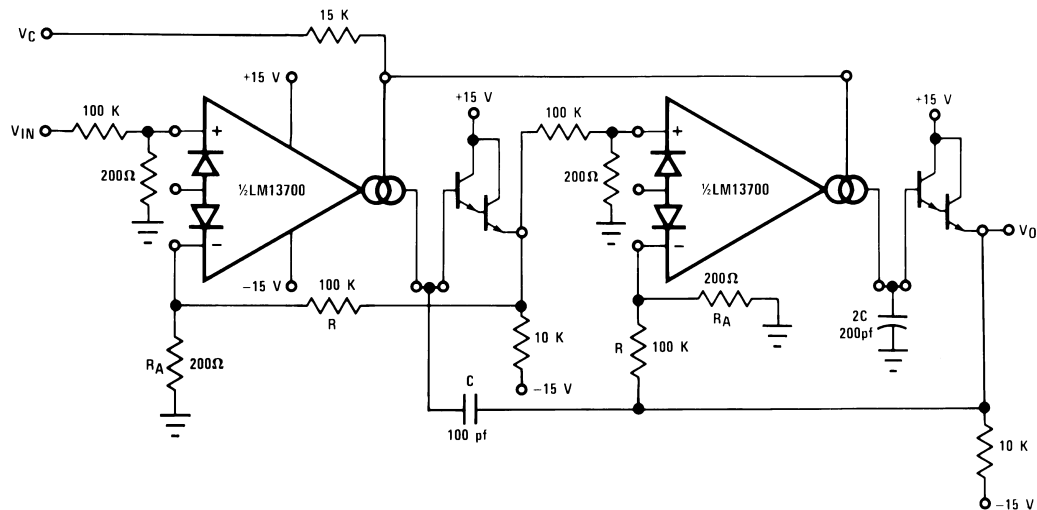 15 K
VC
+15 V
+15 V
+15 V
100 K
100 K
VIN
+
+
200Ω
½LM13700
200Ω
½LM13700
VO
−
−
−15 V
100 K
R
200Ω
RA
2C
200pf
10 K
R
100 K
RA
200Ω
C
−15 V
100 pf
10 K
−15 V